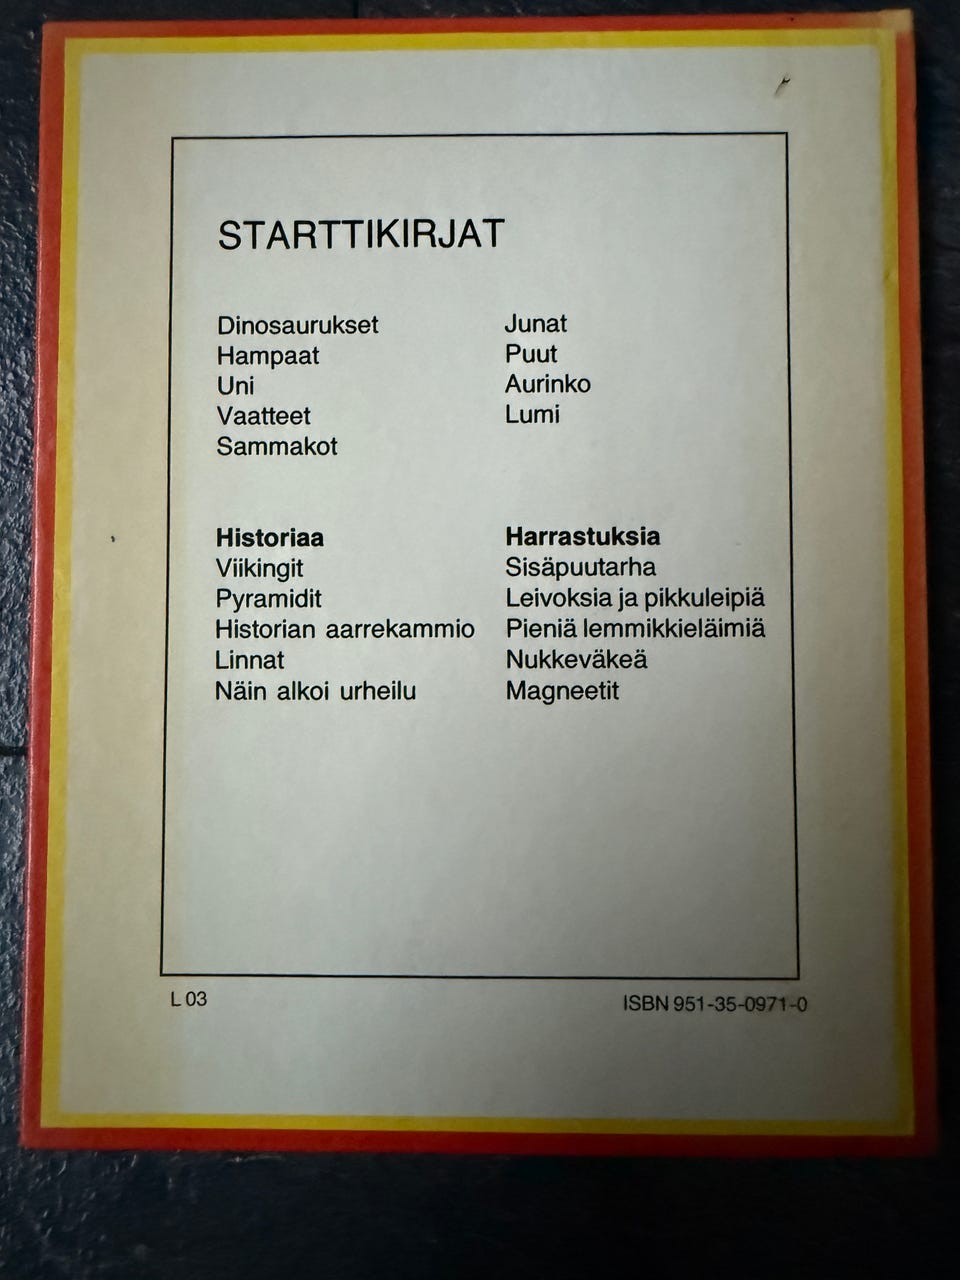 STARTTIKIRJAT
Dinosaurukset
Hampaat
Uni
Vaatteet
Sammakot
Junat
Puut
Aurinko
Lumi
Historiaa
Viikingit
Pyramidit
Historian aarrekammio
Linnat
Näin alkoi urheilu
Harrastuksia
Sisäpuutarha
Leivoksia ja pikkuleipiä
Pieniä lemmikkieläimiä
Nukkeväkeä
Magneetit
L 03
ISBN 951-35-0971-0